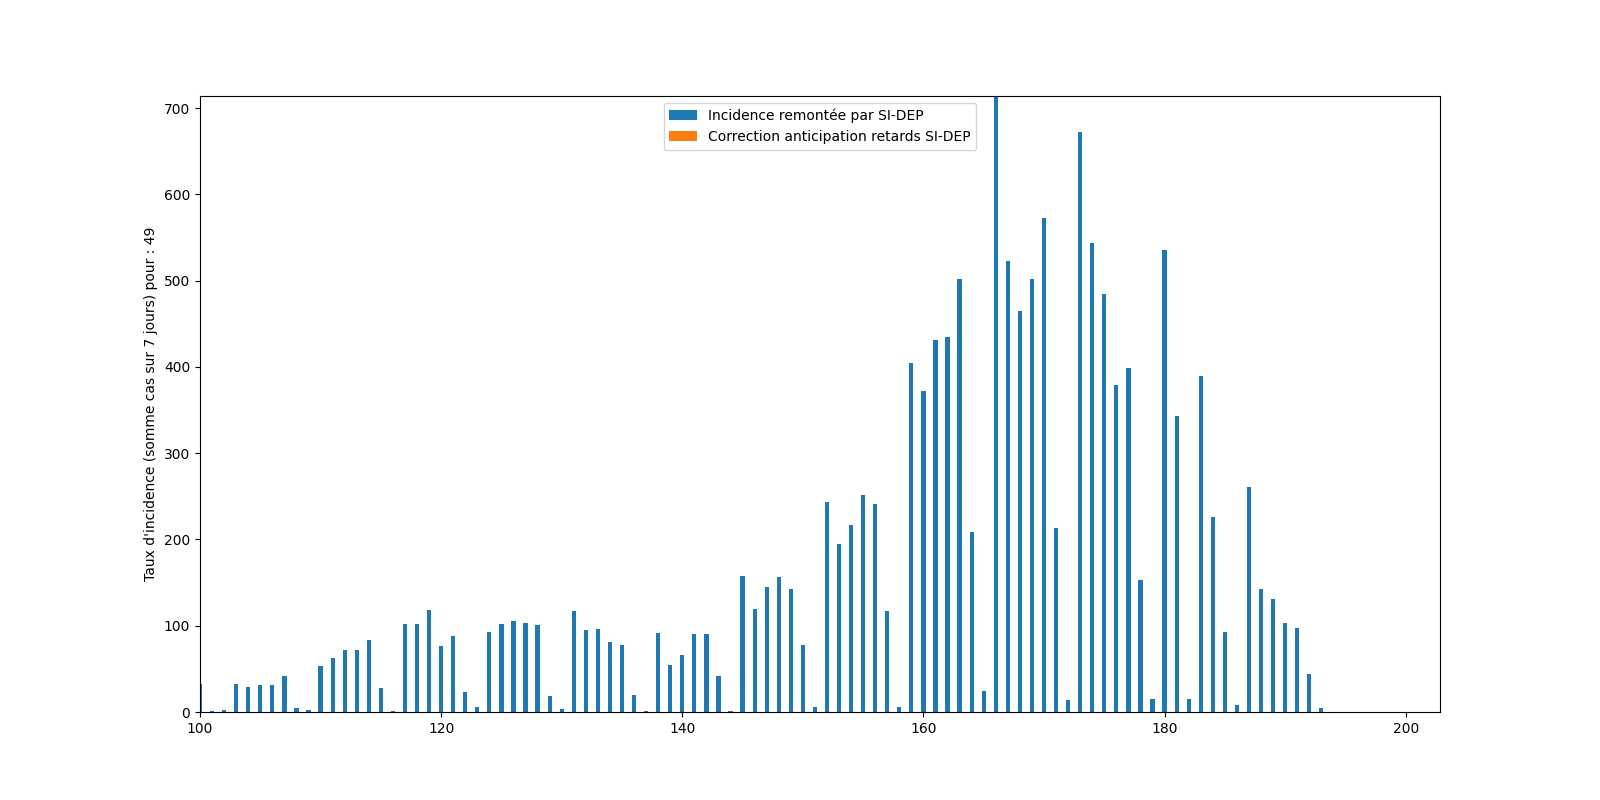 Incidence remontée par SI-DEP
Correction anticipation retards SI-DEP
Taux d'incidence (somme cas sur 7 jours) pour : 49
700
600
500
400
300
200
100
0
100 120 140 160 180 200